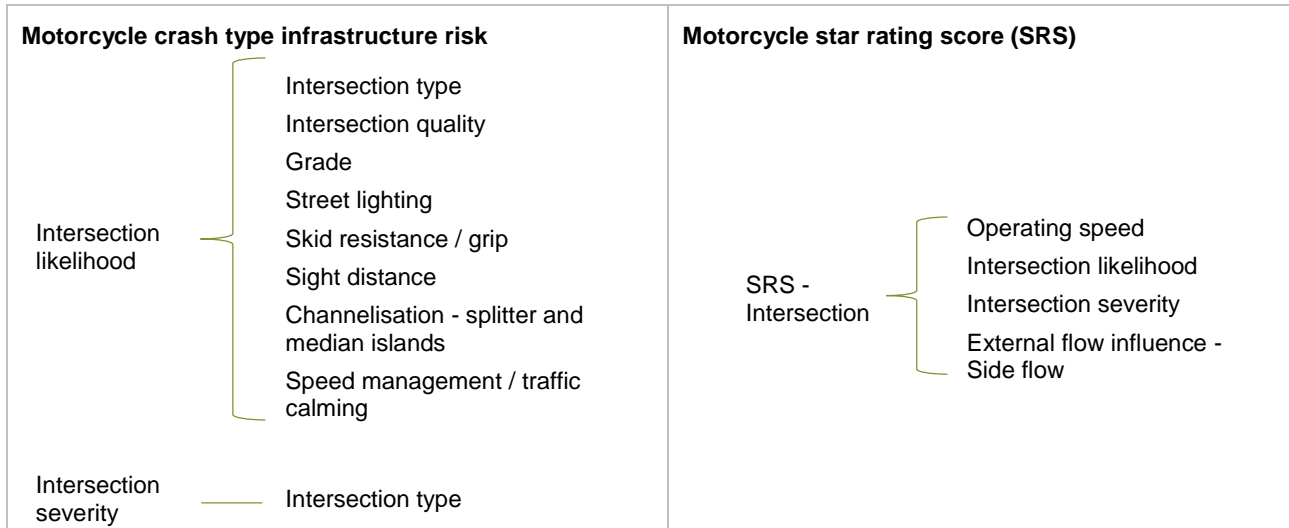 Motorcycle crash type infrastructure risk
Intersection likelihood
Intersection type
Intersection quality
Grade
Street lighting
Skid resistance / grip
Sight distance
Channelisation - splitter and
median islands
Speed management / traffic
calming
Intersection
severity
Intersection type
Motorcycle star rating score (SRS)
SRS -
Intersection
Operating speed
Intersection likelihood
Intersection severity
External flow influence -
Side flow